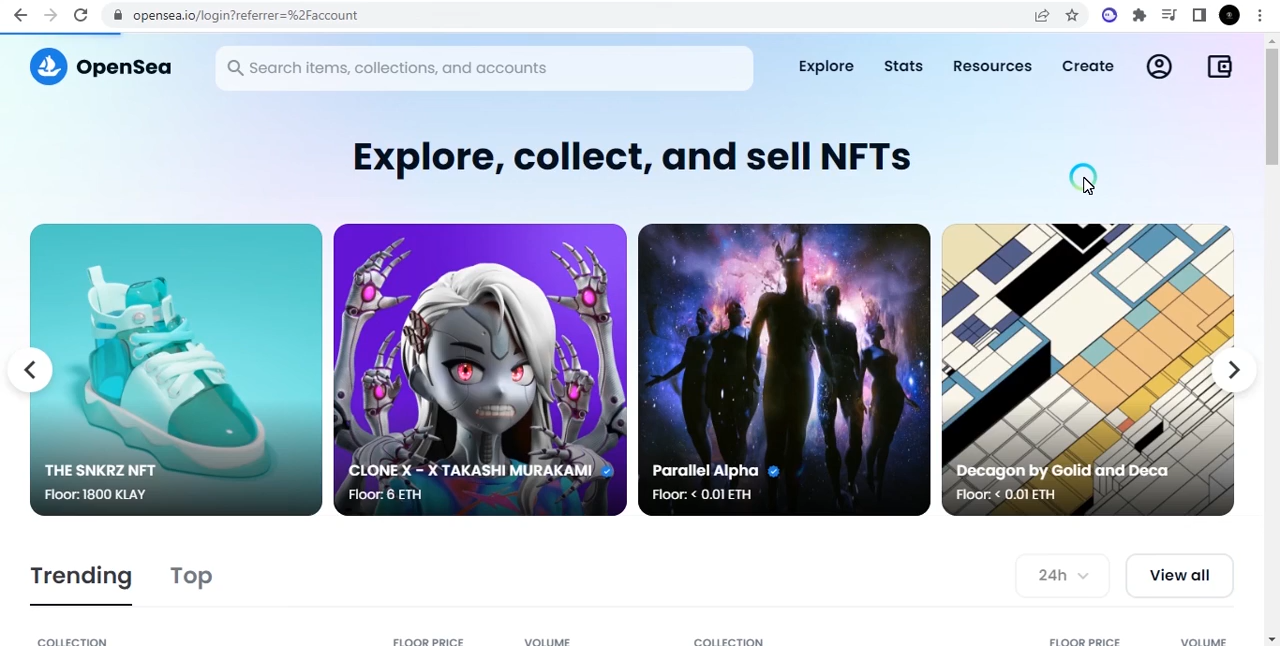 opensea.io/login?referrer=%2Faccount
OpenSea
Search items, collections, and accounts
Explore
Stats
Resources
Create
Explore, collect, and sell NFTs
THE SNKRZ NFT
Floor: 1800 KLAY
CLONE X - X TAKASHI MURAKAMI
Floor: 6 ETH
Parallel Alpha
Floor: < 0.01 ETH
Decagon by Golid and Deca
Floor: < 0.01 ETH
Trending
Top
24h
View all
COLLECTION
FLOOR PRICE
VOLUME
COLLECTION
FLOOR PRICE
VOLUME